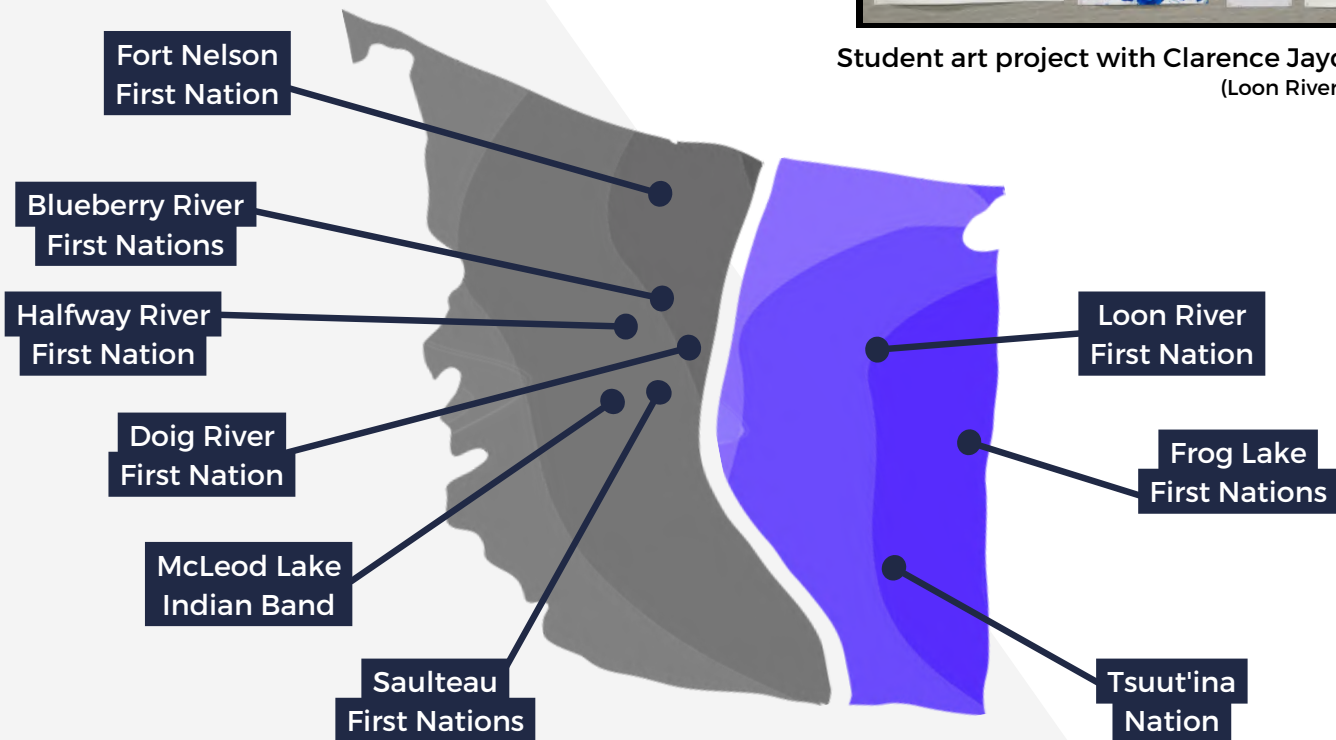 Student art project with Clarence
(Loon River
Fort Nelson
First Nation
Blueberry River
First Nations
Halfway River
First Nation
Doig River
First Nation
McLeod Lake
Indian Band
Saulteau
First Nations
Loon River
First Nation
Frog Lake
First Nations
Tsuut'ina
Nation